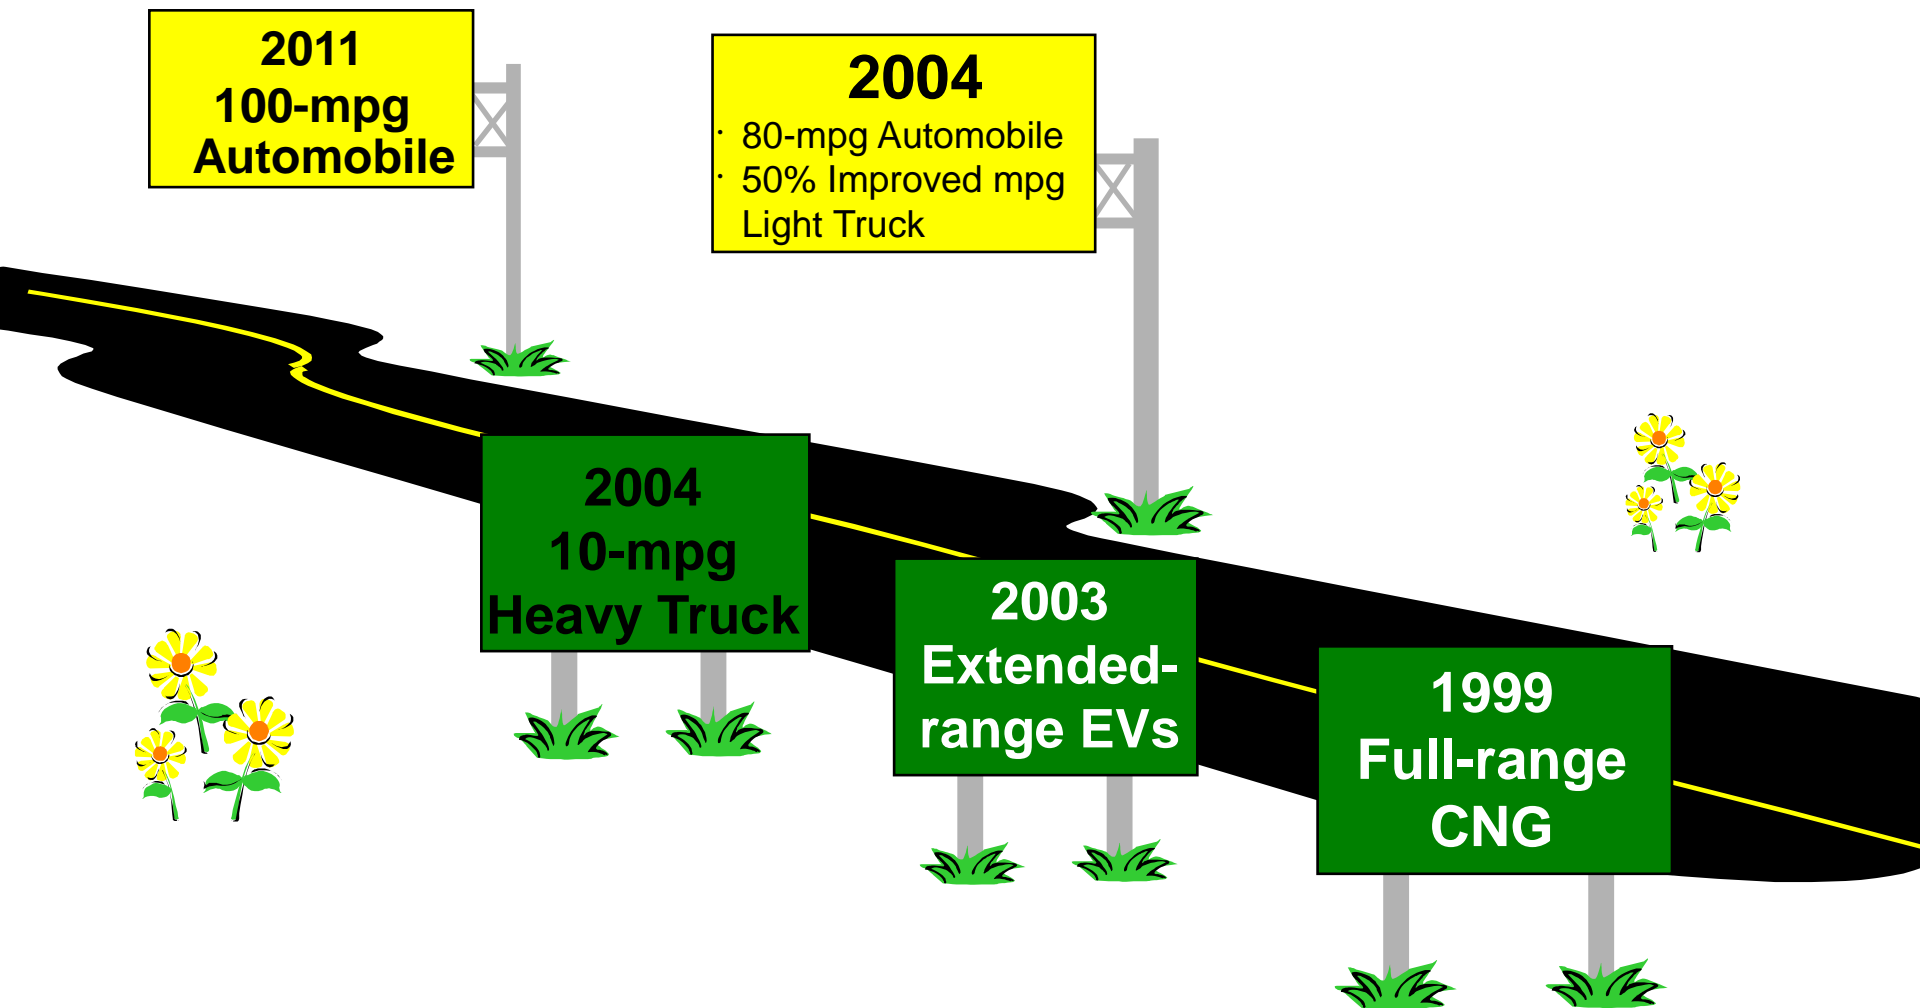 2011
100-mpg
Automobile
2004
· 80-mpg Automobile
· 50% Improved mpg
Light Truck
2004
10-mpg
Heavy Truck
2003
Extended-
range EVs
1999
Full-range
CNG